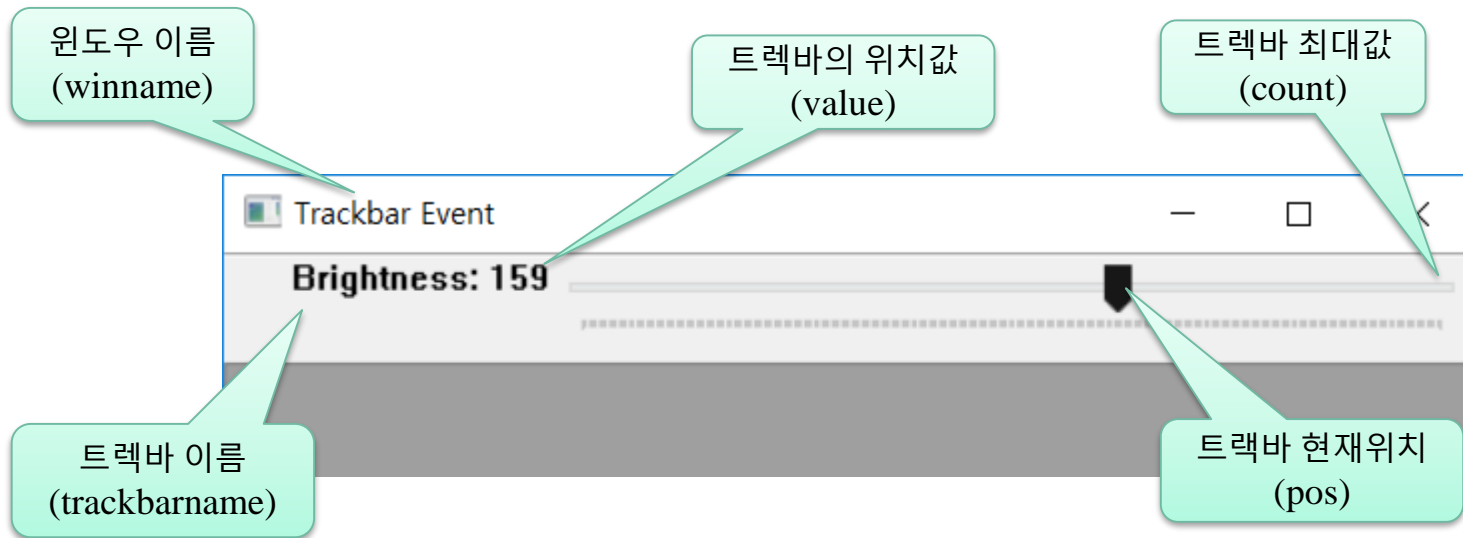 윈도우 이름
(winname)
트렉바의 위치값
(value)
트렉바 최대값
(count)
Trackbar Event
Brightness: 159
트렉바 이름
(trackbarname)
트랙바 현재위치
(pos)